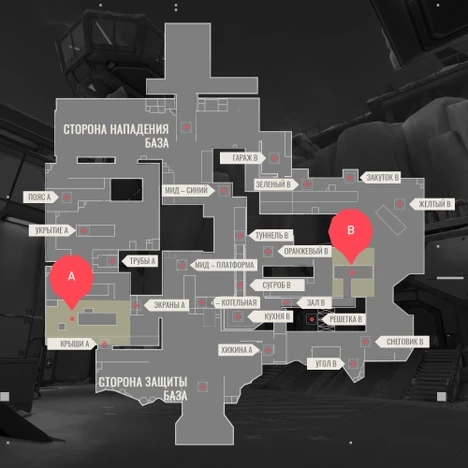 СТОРОНА НАПАДЕНИЯ
БАЗА
ГАРАЖ B
ЗАКУТОК B
ЗЕЛЕНЫЙ B
МИД – СИНИЙ
ПОЯС A
ЖЕЛТЫЙ B
УКРЫТИЕ A
ТУННЕЛЬ B
B
ОРАНЖЕВЫЙ B
ТРУБЫ A
МИД – ПЛАТФОРМА
A
СУГРОБ B
ЭКРАНЫ A
– КОТЕЛЬНАЯ
ЗАЛ B
КУХНЯ B
РЕШЕТКА B
КРЫШИ A
СНЕГОВИК B
ХИЖИНА A
УГОЛ B
СТОРОНА ЗАЩИТЫ
БАЗА